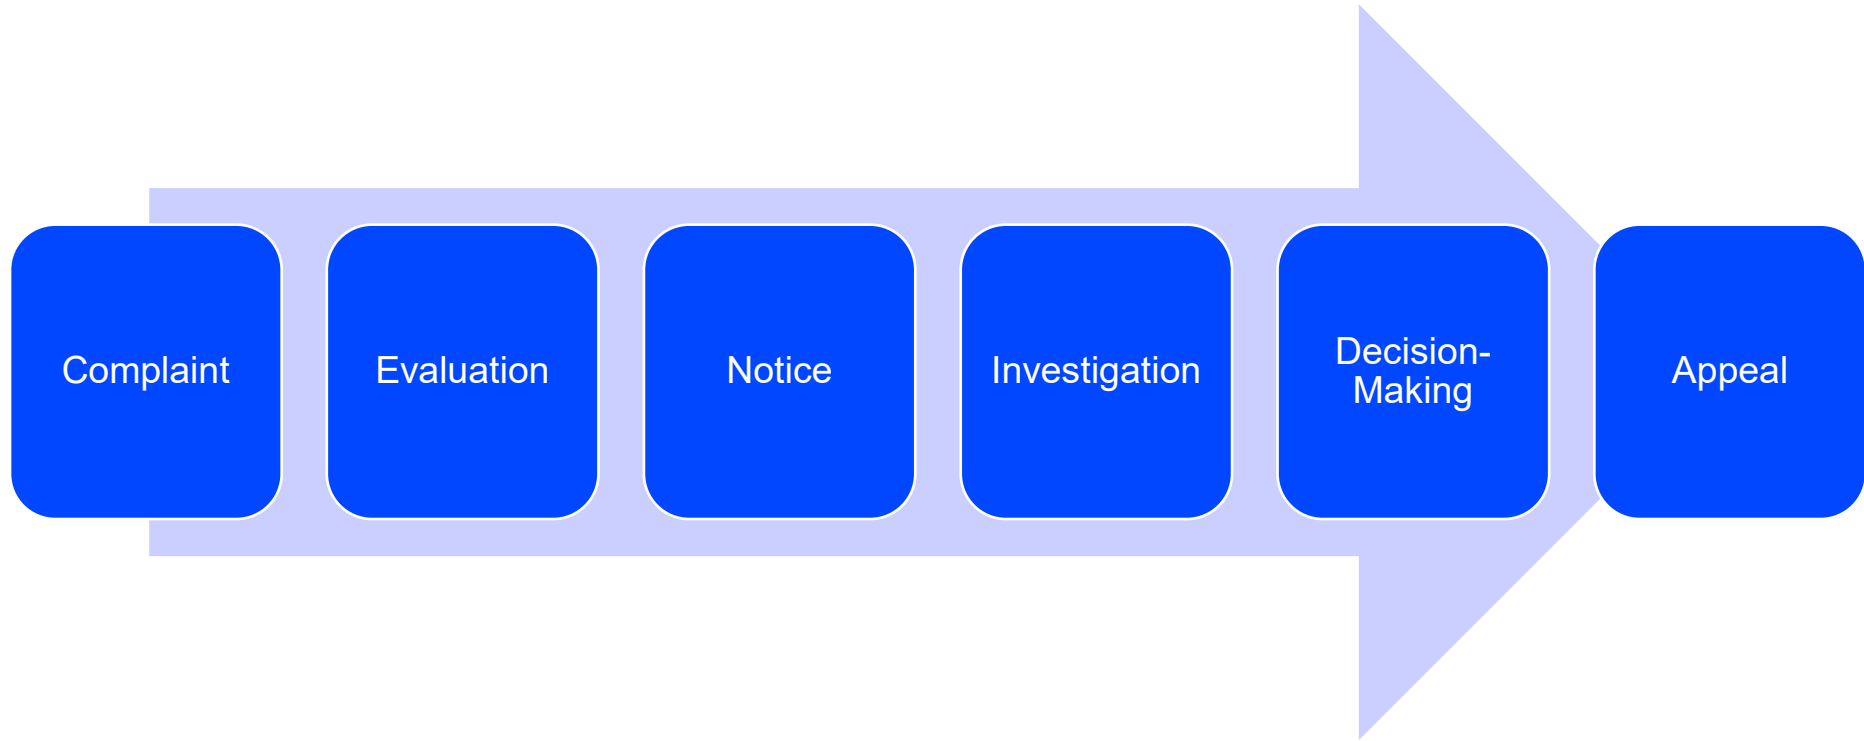 Complaint
Evaluation
Notice
Investigation
Decision-
Making
Appeal